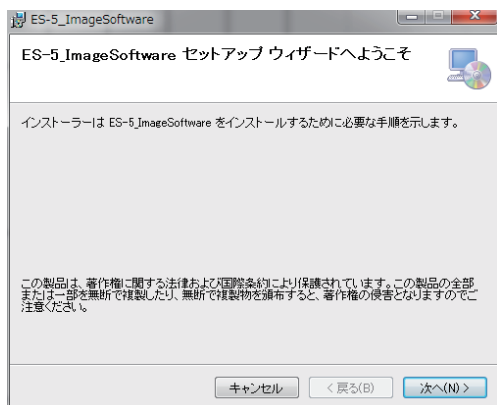 ES-5_ImageSoftware
ES-5_ImageSoftware セットアップ ウィザードへようこそ
インストーラーは ES-5_ImageSoftware をインストールするために必要な手順を示します。
この製品は、著作権に関する法律および国際条約により保護されています。この製品の全部
または一部を無断で複製したり、無断で複製物を頒布すると、著作権の侵害となりますのでご
注意ください。
キャンセル
< 戻る(B)
次へ(N) >